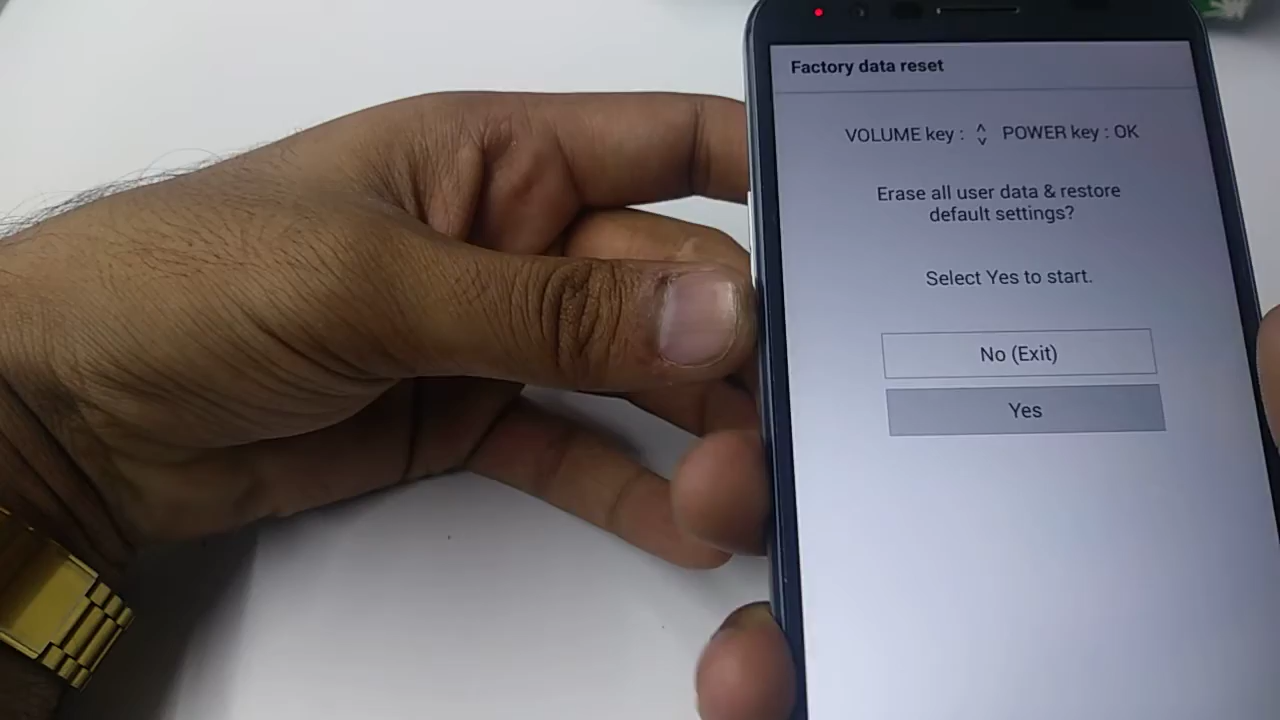 Factory data reset
VOLUME key : ^ v POWER key : OK
Erase all user data & restore
default settings?
Select Yes to start.
No (Exit)
Yes